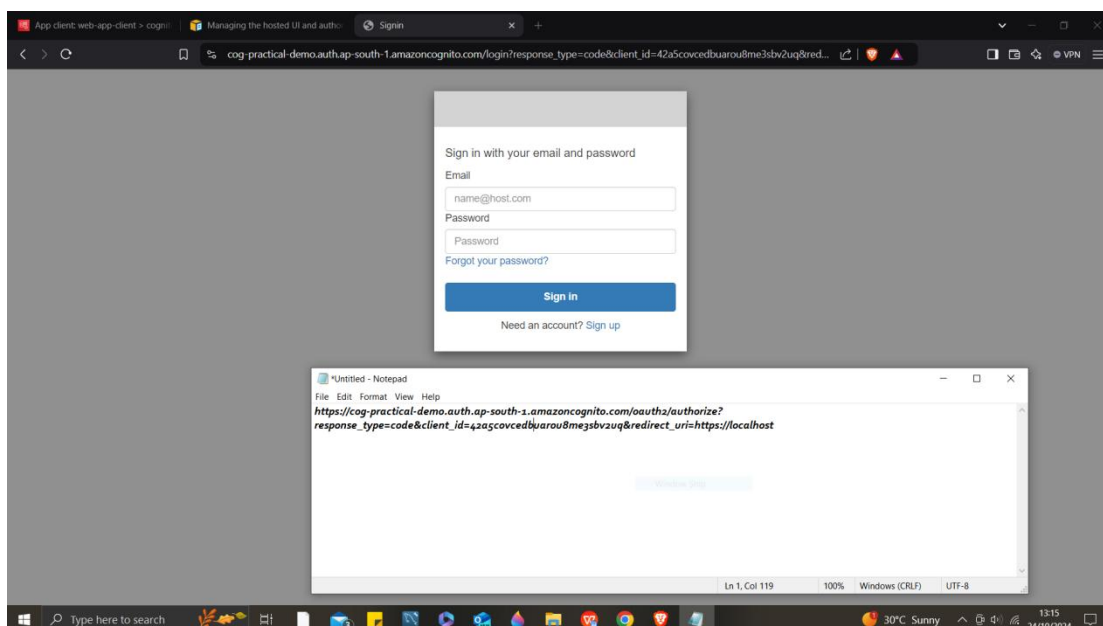 App client: web-app-client > cogni
Managing the hosted UI and autho
Signin
cog-practical-demo.auth.ap-south-1.amazoncognito.com/login?response_type=code&client_id=42a5covcedbuarou8me3sbv2uq&red...
VPN
Sign in with your email and password
Email
name@host.com
Password
Password
Forgot your password?
Sign in
Need an account? Sign up
*Untitled - Notepad
File Edit Format View Help
https://cog-practical-demo.auth.ap-south-1.amazoncognito.com/oauth2/authorize?
response_type=code&client_id=42a5covcedbuarou8me3sbv2uq&redirect_uri=https://localhost
Ln 1, Col 119
100%
Windows (CRLF)
UTF-8
Type here to search
30°C Sunny
13:15
24/10/2024